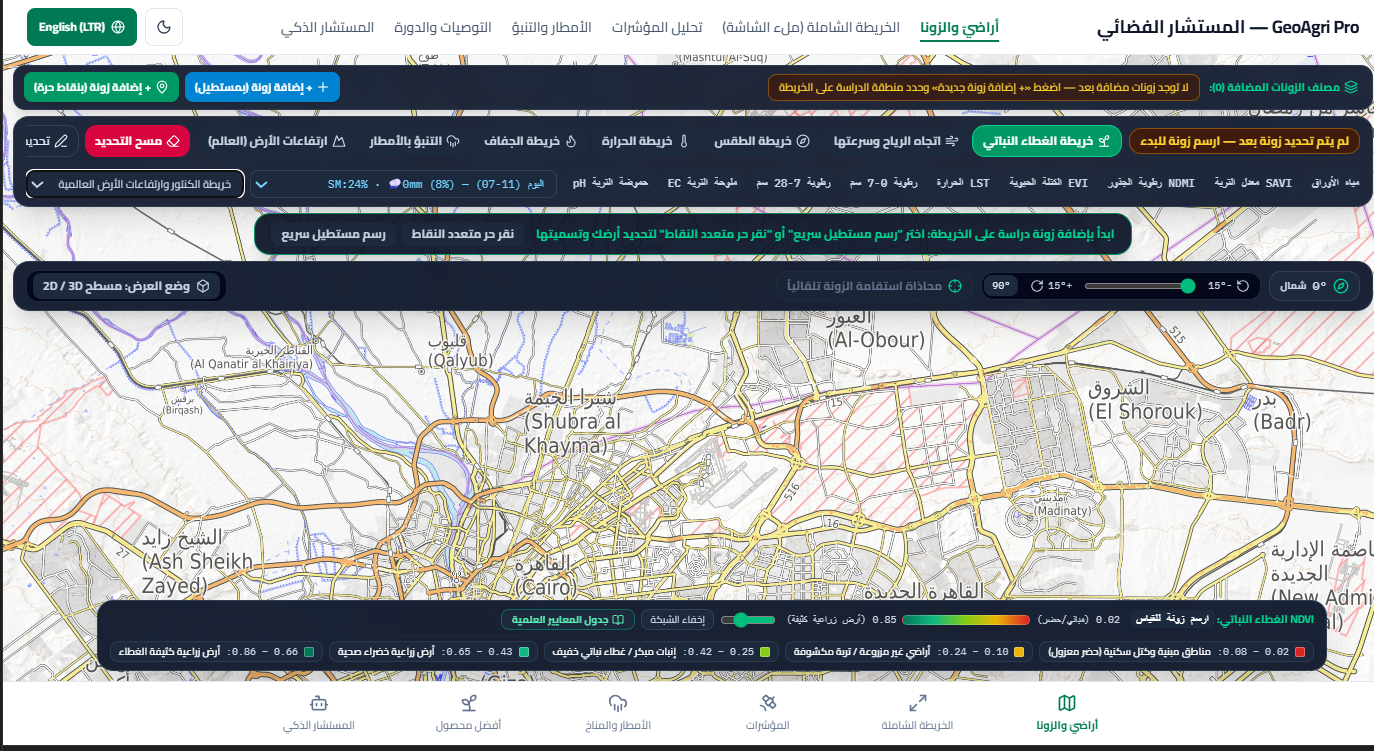 GeoAgri Pro — المستشار الفضائي
أراضيّ والزونا
الخريطة الشاملة (ملء الشاشة)
تحليل المؤشرات
الأمطار والتنبؤ
التوصيات والدورة
المستشار الذكي
English (LTR)
(Mashtul Al-Suq)
مصنف الزونات المضافة (0):
لا توجد زونات مضافة بعد — اضغط «+ إضافة زونة جديدة» وحدد منطقة الدراسة على الخريطة
+ إضافة زونة (بمستطيل)
+ إضافة زونة (بنقاط حرة)
لم يتم تحديد زونة بعد — ارسم زونة للبدء
خريطة الغطاء النباتي
اتجاه الرياح وسرعتها
خريطة الطقس
خريطة الحرارة
خريطة الجفاف
التنبؤ بالأمطار
ارتفاعات الأرض (العالم)
مسح التحديد
مياه الأوراق
SAVI معدل التربة
NDMI رطوبة الجذور
EVI الكتلة الحيوية
LST الحرارة
رطوبة 0-7 سم
رطوبة 7-28 سم
ملوحة التربة EC
حموضة التربة pH
اليوم (07-11) — 0mm (8%) · SM:24%
خريطة الكنتور وارتفاعات الأرض العالمية
ابدأ بإضافة زونة دراسة على الخريطة: اختر "رسم مستطيل سريع" أو "نقر حر متعدد النقاط" لتحديد أرضك وتسميتها
نقر حر متعدد النقاط
رسم مستطيل سريع
0° شمال
15°-
15°+
90°
محاذاة استقامة الزونة تلقائياً
وضع العرض: مسطح 2D / 3D
العبور
(Al-Obour)
515
القناطر الخيرية
(Al Qanatir al Khairiya)
قليوب
(Qalyub)
برقش
(Birqash)
شبرا الخيمة
(Shubra al
Khayma)
الشروق
(El Shorouk)
بدر
(Badr)
15
516
16
مدينتي
(Madinaty)
27
الشيخ زايد
(Ash Sheikh
Zayed)
القاهرة
(Cairo)
القاهرة الجديدة
الجديدة
(New Admi
NDVI الغطاء النباتي:
ارسم زونة للقياس
0.02 (مباني/حضر)
0.85 (أرض زراعية كثيفة)
إخفاء الشبكة
جدول المعايير العلمية
0.02 – 0.08: مناطق مبنية وكتل سكنية (حضر معزول)
0.10 – 0.24: أراضي غير مزروعة / تربة مكشوفة
0.25 – 0.42: إنبات مبكر / غطاء نباتي خفيف
0.43 – 0.65: أرض زراعية خضراء صحية
0.66 – 0.86: أرض زراعية كثيفة الغطاء
أراضيّ والزونا
الخريطة الشاملة
المؤشرات
الأمطار والمناخ
أفضل محصول
المستشار الذكي